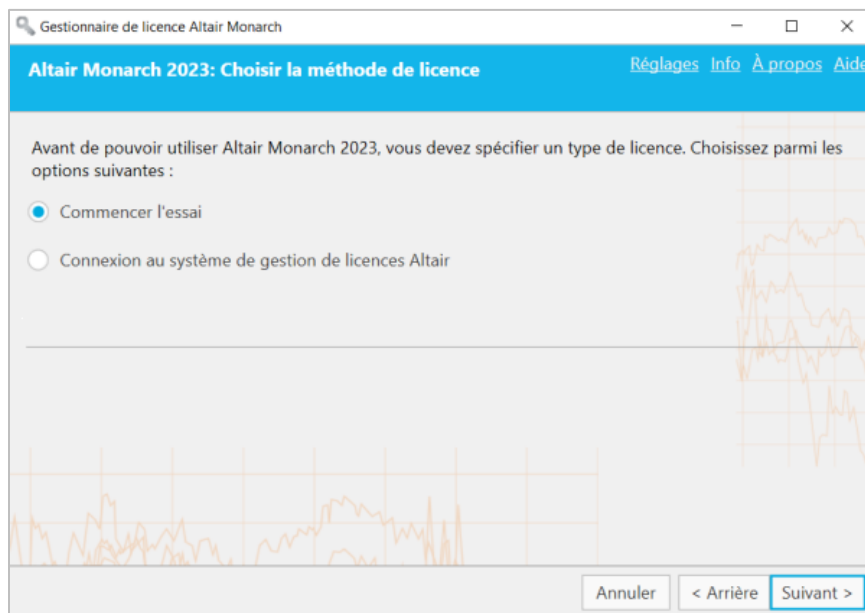 Gestionnaire de licence Altair Monarch
Altair Monarch 2023: Choisir la méthode de licence
Réglages Info À propos Aide
Avant de pouvoir utiliser Altair Monarch 2023, vous devez spécifier un type de licence. Choisissez parmi les
options suivantes :
Commencer l'essai
Connexion au système de gestion de licences Altair
Annuler < Arrière Suivant >